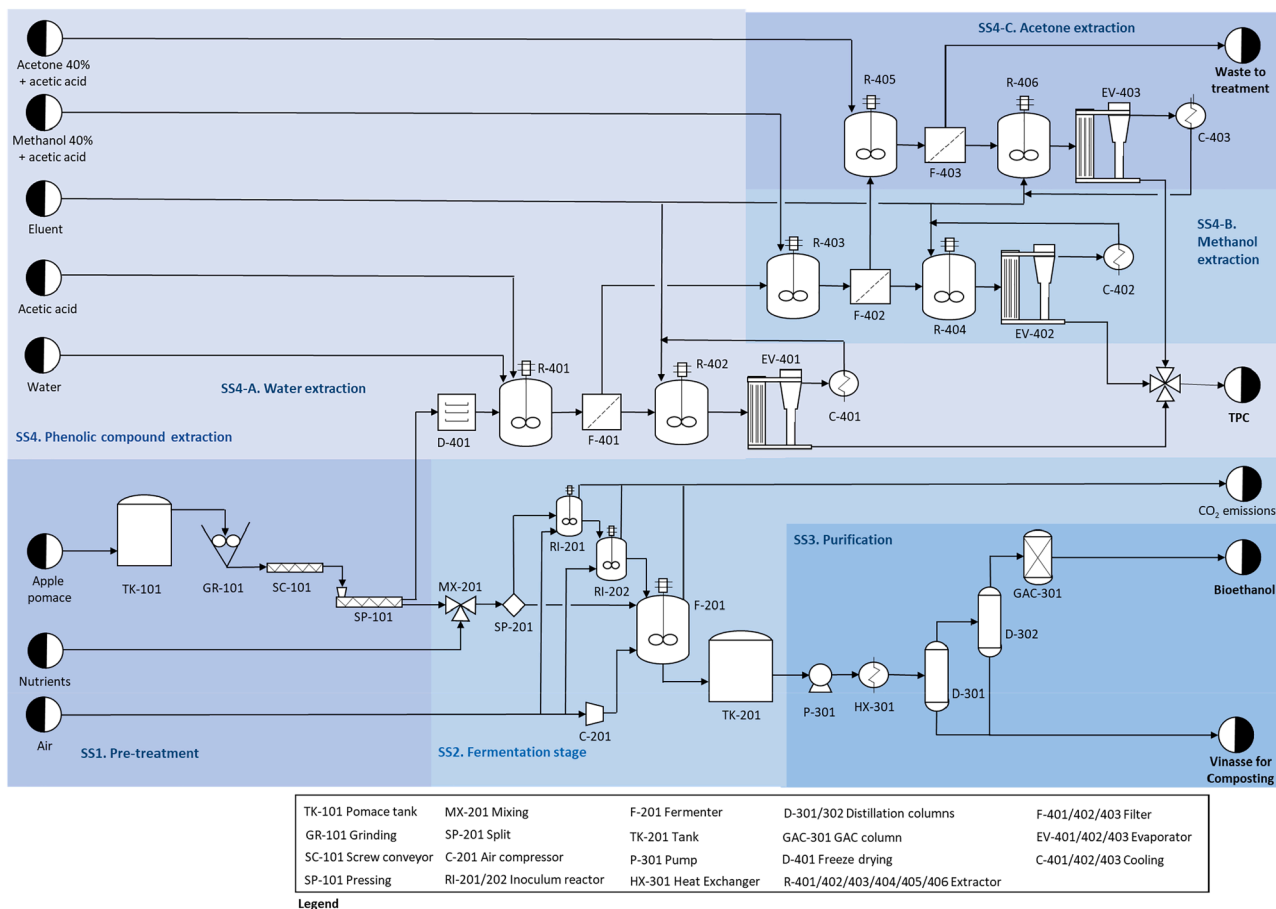 SS4-C. Acetone extraction
Acetone 40%
+ acetic acid
R-405
R-406
EV-403
Waste to
treatment
C-403
F-403
Methanol 40%
+ acetic acid
Eluent
SS4-B.
Methanol
extraction
R-403
F-402
R-404
EV-402
C-402
Acetic acid
Water
SS4-A. Water extraction
R-401
R-402
EV-401
C-401
D-401
F-401
TPC
SS4. Phenolic compound extraction
Apple
pomace
TK-101
GR-101
SC-101
SP-101
MX-201
SP-201
RI-201
RI-202
F-201
CO₂ emissions
SS3. Purification
GAC-301
Bioethanol
D-302
D-301
Nutrients
Air
C-201
TK-201
P-301
HX-301
SS1. Pre-treatment
SS2. Fermentation stage
Vinasse for
Composting
TK-101 Pomace tank
GR-101 Grinding
SC-101 Screw conveyor
SP-101 Pressing
MX-201 Mixing
SP-201 Split
C-201 Air compressor
RI-201/202 Inoculum reactor
F-201 Fermenter
TK-201 Tank
P-301 Pump
HX-301 Heat Exchanger
D-301/302 Distillation columns
GAC-301 GAC column
D-401 Freeze drying
R-401/402/403/404/405/406 Extractor
F-401/402/403 Filter
EV-401/402/403 Evaporator
C-401/402/403 Cooling
Legend